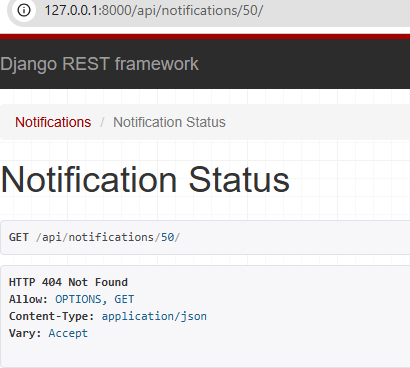 127.0.0.1:8000/api/notifications/50/
Django REST framework
Notifications / Notification Status
Notification Status
GET /api/notifications/50/
HTTP 404 Not Found
Allow: OPTIONS, GET
Content-Type: application/json
Vary: Accept